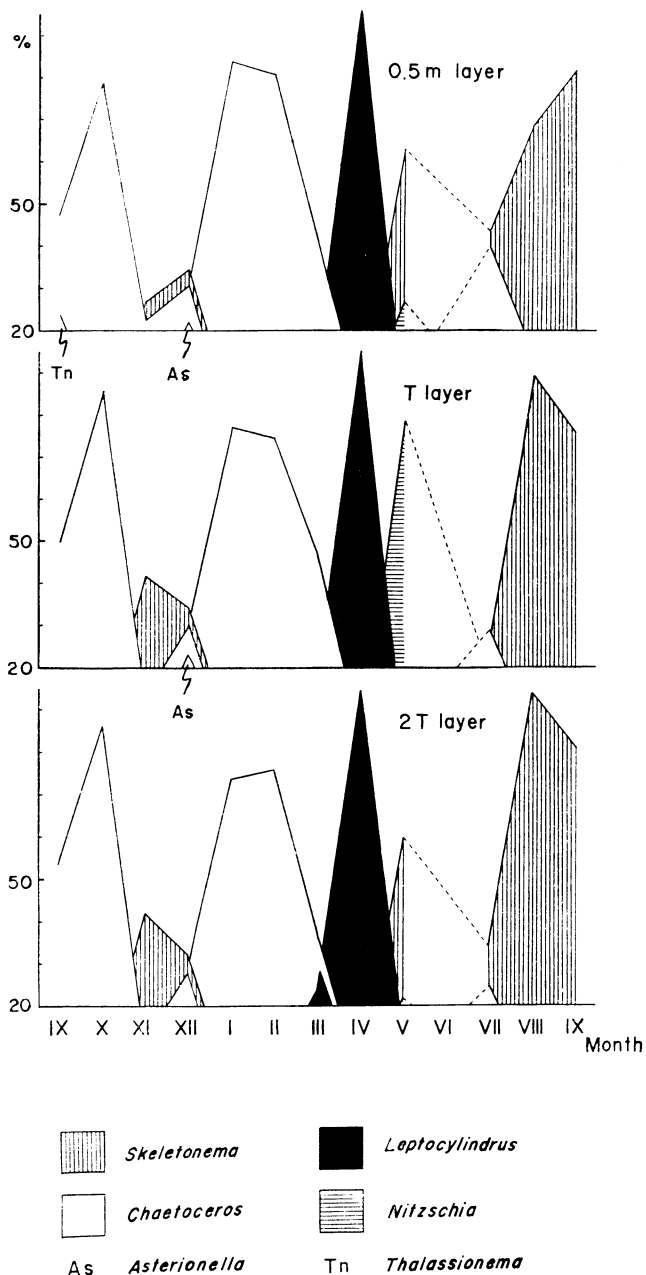 %
0.5m layer
50
20
Tn As
T layer
50
20
As
2T layer
50
20
IX X XI XII I II III IV V VI VII VIII IX
Month
Skeletonema Leptocylindrus
Chaetoceros Nitzschia
As Asterionella Tn Thalassionema